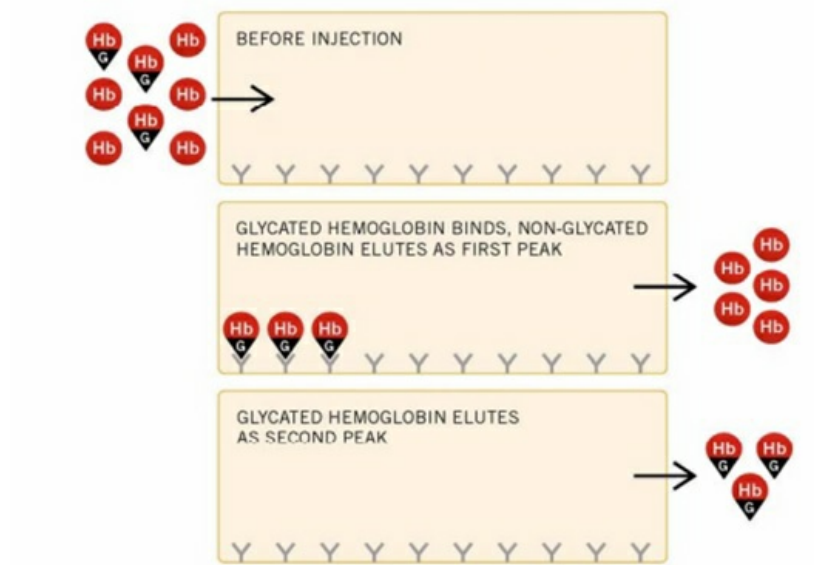 Hb
G
Hb
Hb
G
Hb
Hb
Hb
G
Hb
Hb
BEFORE INJECTION
GLYCATED HEMOGLOBIN BINDS, NON-GLYCATED
HEMOGLOBIN ELUTES AS FIRST PEAK
Hb
G
Hb
G
Hb
G
Hb
Hb
Hb
Hb
Hb
GLYCATED HEMOGLOBIN ELUTES
AS SECOND PEAK
Hb
G
Hb
G
Hb
G